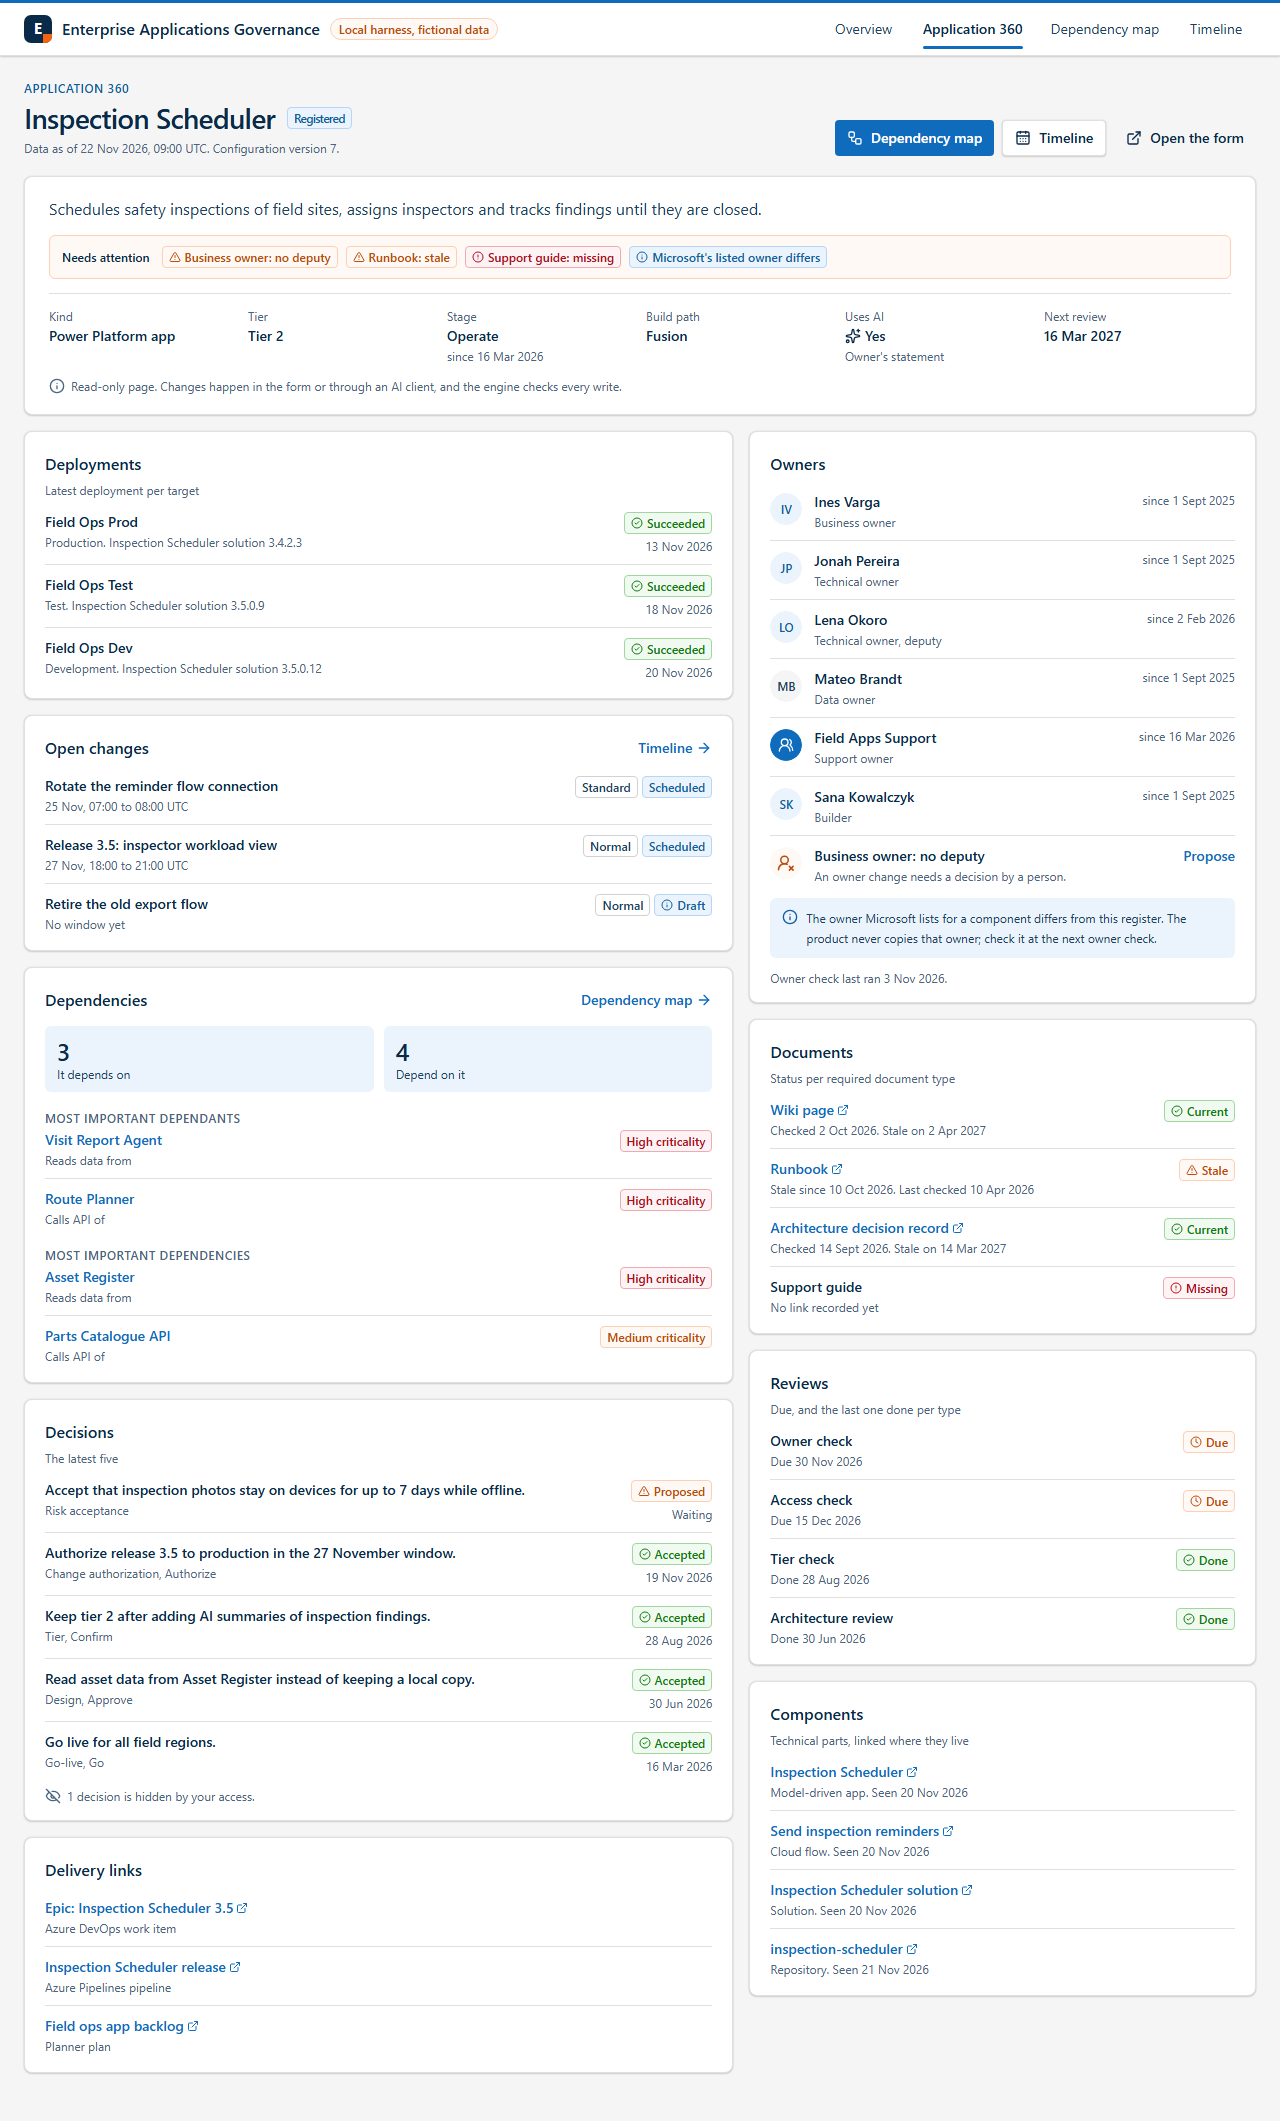 E Enterprise Applications Governance Local harness, fictional data Overview Application 360 Dependency map Timeline
APPLICATION 360
Inspection Scheduler Registered
Data as of 22 Nov 2026, 09:00 UTC. Configuration version 7.
Dependency map Timeline Open the form
Schedules safety inspections of field sites, assigns inspectors and tracks findings until they are closed.
Needs attention Business owner: no deputy Runbook: stale Support guide: missing Microsoft's listed owner differs
Kind Tier Stage Build path Uses AI Next review
Power Platform app Tier 2 Operate Fusion Yes 16 Mar 2027
since 16 Mar 2026 Owner's statement
Read-only page. Changes happen in the form or through an AI client, and the engine checks every write.
Deployments
Latest deployment per target
Field Ops Prod Succeeded
Production. Inspection Scheduler solution 3.4.2.3 13 Nov 2026
Field Ops Test Succeeded
Test. Inspection Scheduler solution 3.5.0.9 18 Nov 2026
Field Ops Dev Succeeded
Development. Inspection Scheduler solution 3.5.0.12 20 Nov 2026
Open changes Timeline
Rotate the reminder flow connection Standard Scheduled
25 Nov, 07:00 to 08:00 UTC
Release 3.5: inspector workload view Normal Scheduled
27 Nov, 18:00 to 21:00 UTC
Retire the old export flow Normal Draft
No window yet
Dependencies Dependency map
3 4
It depends on Depend on it
MOST IMPORTANT DEPENDANTS
Visit Report Agent High criticality
Reads data from
Route Planner High criticality
Calls API of
MOST IMPORTANT DEPENDENCIES
Asset Register High criticality
Reads data from
Parts Catalogue API Medium criticality
Calls API of
Decisions
The latest five
Accept that inspection photos stay on devices for up to 7 days while offline. Proposed
Risk acceptance Waiting
Authorize release 3.5 to production in the 27 November window. Accepted
Change authorization, Authorize 19 Nov 2026
Keep tier 2 after adding AI summaries of inspection findings. Accepted
Tier, Confirm 28 Aug 2026
Read asset data from Asset Register instead of keeping a local copy. Accepted
Design, Approve 30 Jun 2026
Go live for all field regions. Accepted
Go-live, Go 16 Mar 2026
1 decision is hidden by your access.
Delivery links
Epic: Inspection Scheduler 3.5
Azure DevOps work item
Inspection Scheduler release
Azure Pipelines pipeline
Field ops app backlog
Planner plan
Owners
IV Ines Varga since 1 Sept 2025
Business owner
JP Jonah Pereira since 1 Sept 2025
Technical owner
LO Lena Okoro since 2 Feb 2026
Technical owner, deputy
MB Mateo Brandt since 1 Sept 2025
Data owner
Field Apps Support since 16 Mar 2026
Support owner
SK Sana Kowalczyk since 1 Sept 2025
Builder
Business owner: no deputy Propose
An owner change needs a decision by a person.
The owner Microsoft lists for a component differs from this register. The
product never copies that owner; check it at the next owner check.
Owner check last ran 3 Nov 2026.
Documents
Status per required document type
Wiki page Current
Checked 2 Oct 2026. Stale on 2 Apr 2027
Runbook Stale
Stale since 10 Oct 2026. Last checked 10 Apr 2026
Architecture decision record Current
Checked 14 Sept 2026. Stale on 14 Mar 2027
Support guide Missing
No link recorded yet
Reviews
Due, and the last one done per type
Owner check Due
Due 30 Nov 2026
Access check Due
Due 15 Dec 2026
Tier check Done
Done 28 Aug 2026
Architecture review Done
Done 30 Jun 2026
Components
Technical parts, linked where they live
Inspection Scheduler
Model-driven app. Seen 20 Nov 2026
Send inspection reminders
Cloud flow. Seen 20 Nov 2026
Inspection Scheduler solution
Solution. Seen 20 Nov 2026
inspection-scheduler
Repository. Seen 21 Nov 2026